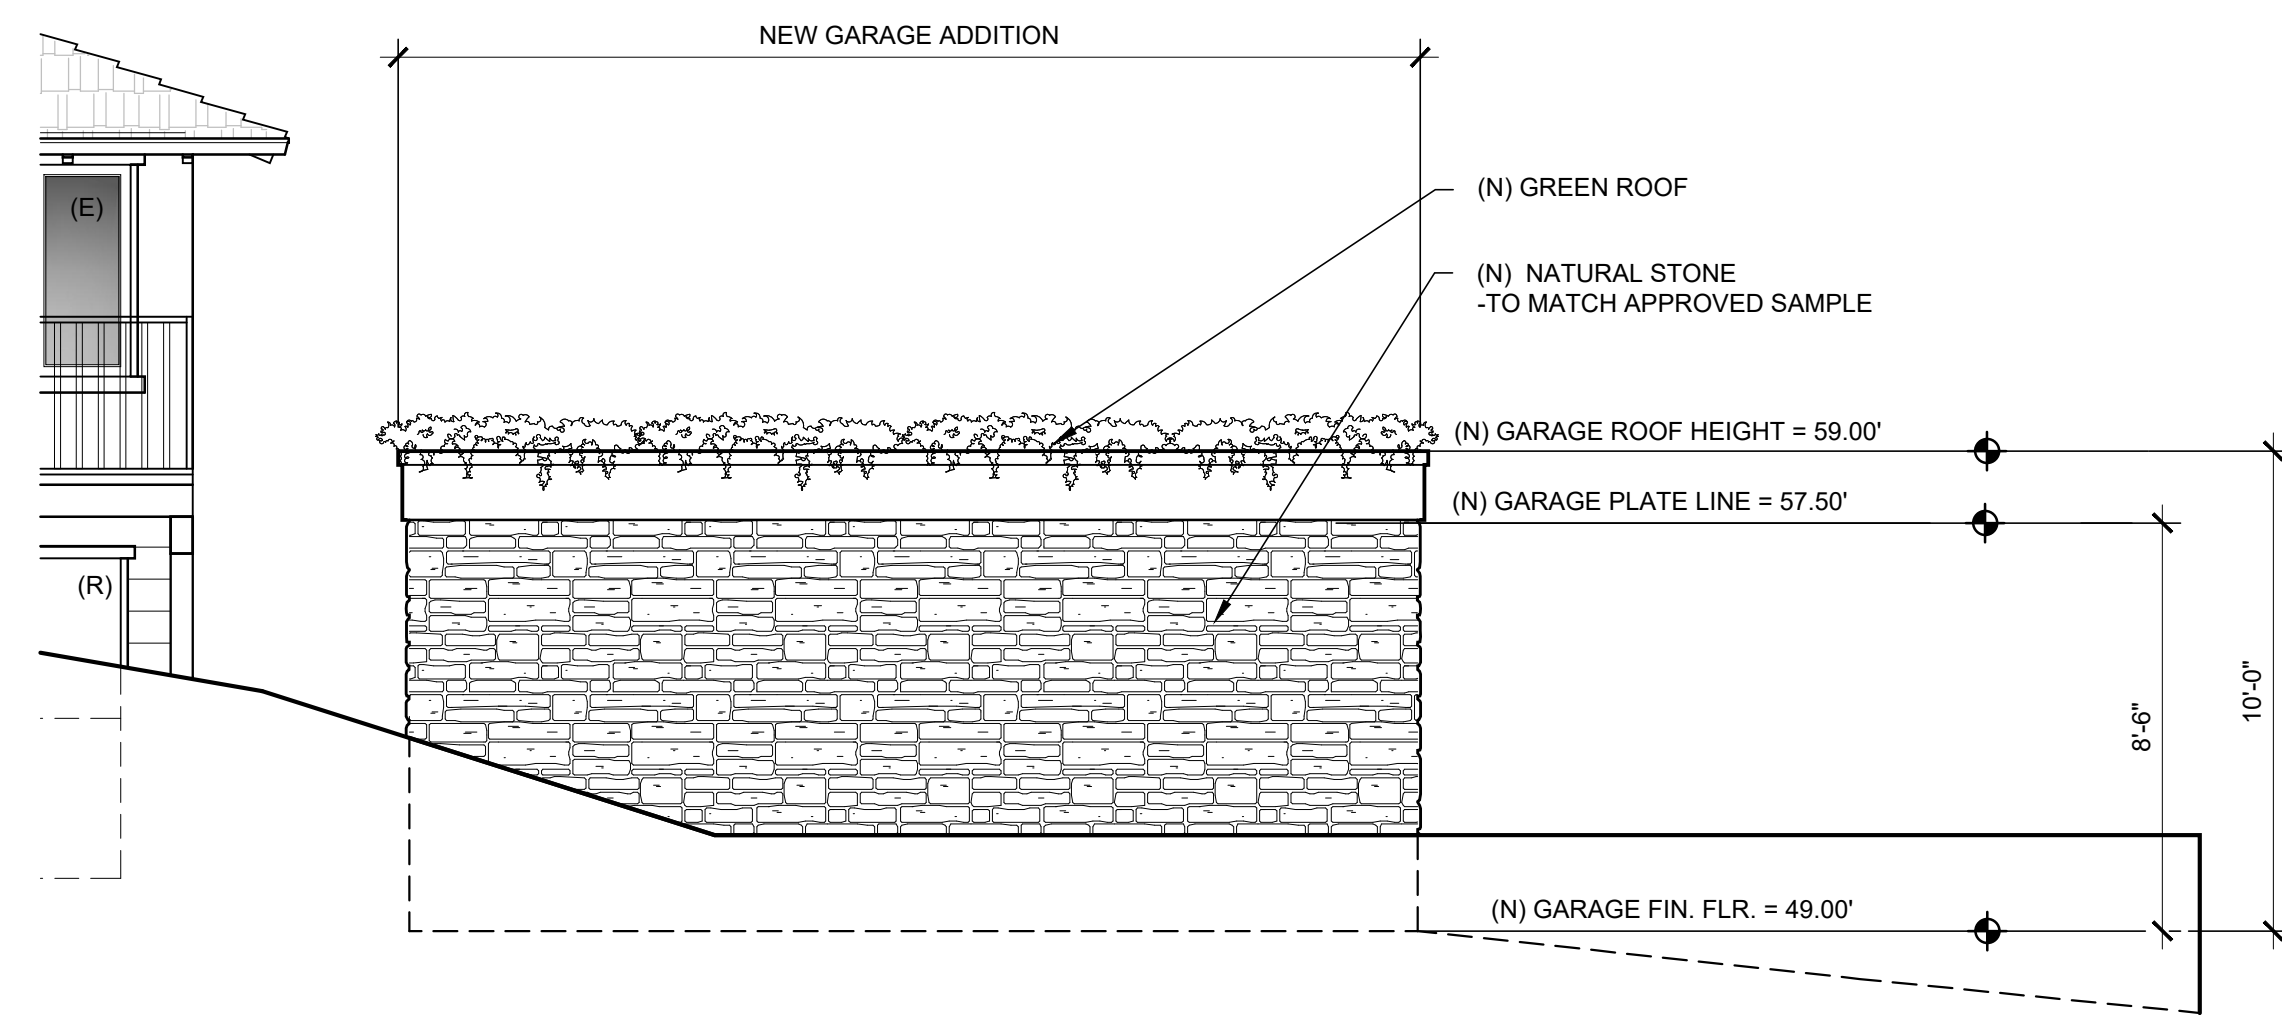 NEW GARAGE ADDITION
(E)
(N) GREEN ROOF
(N) NATURAL STONE
-TO MATCH APPROVED SAMPLE
(N) GARAGE ROOF HEIGHT = 59.00'
(N) GARAGE PLATE LINE = 57.50'
(R)
8'-6"
10'-0"
(N) GARAGE FIN. FLR. = 49.00'